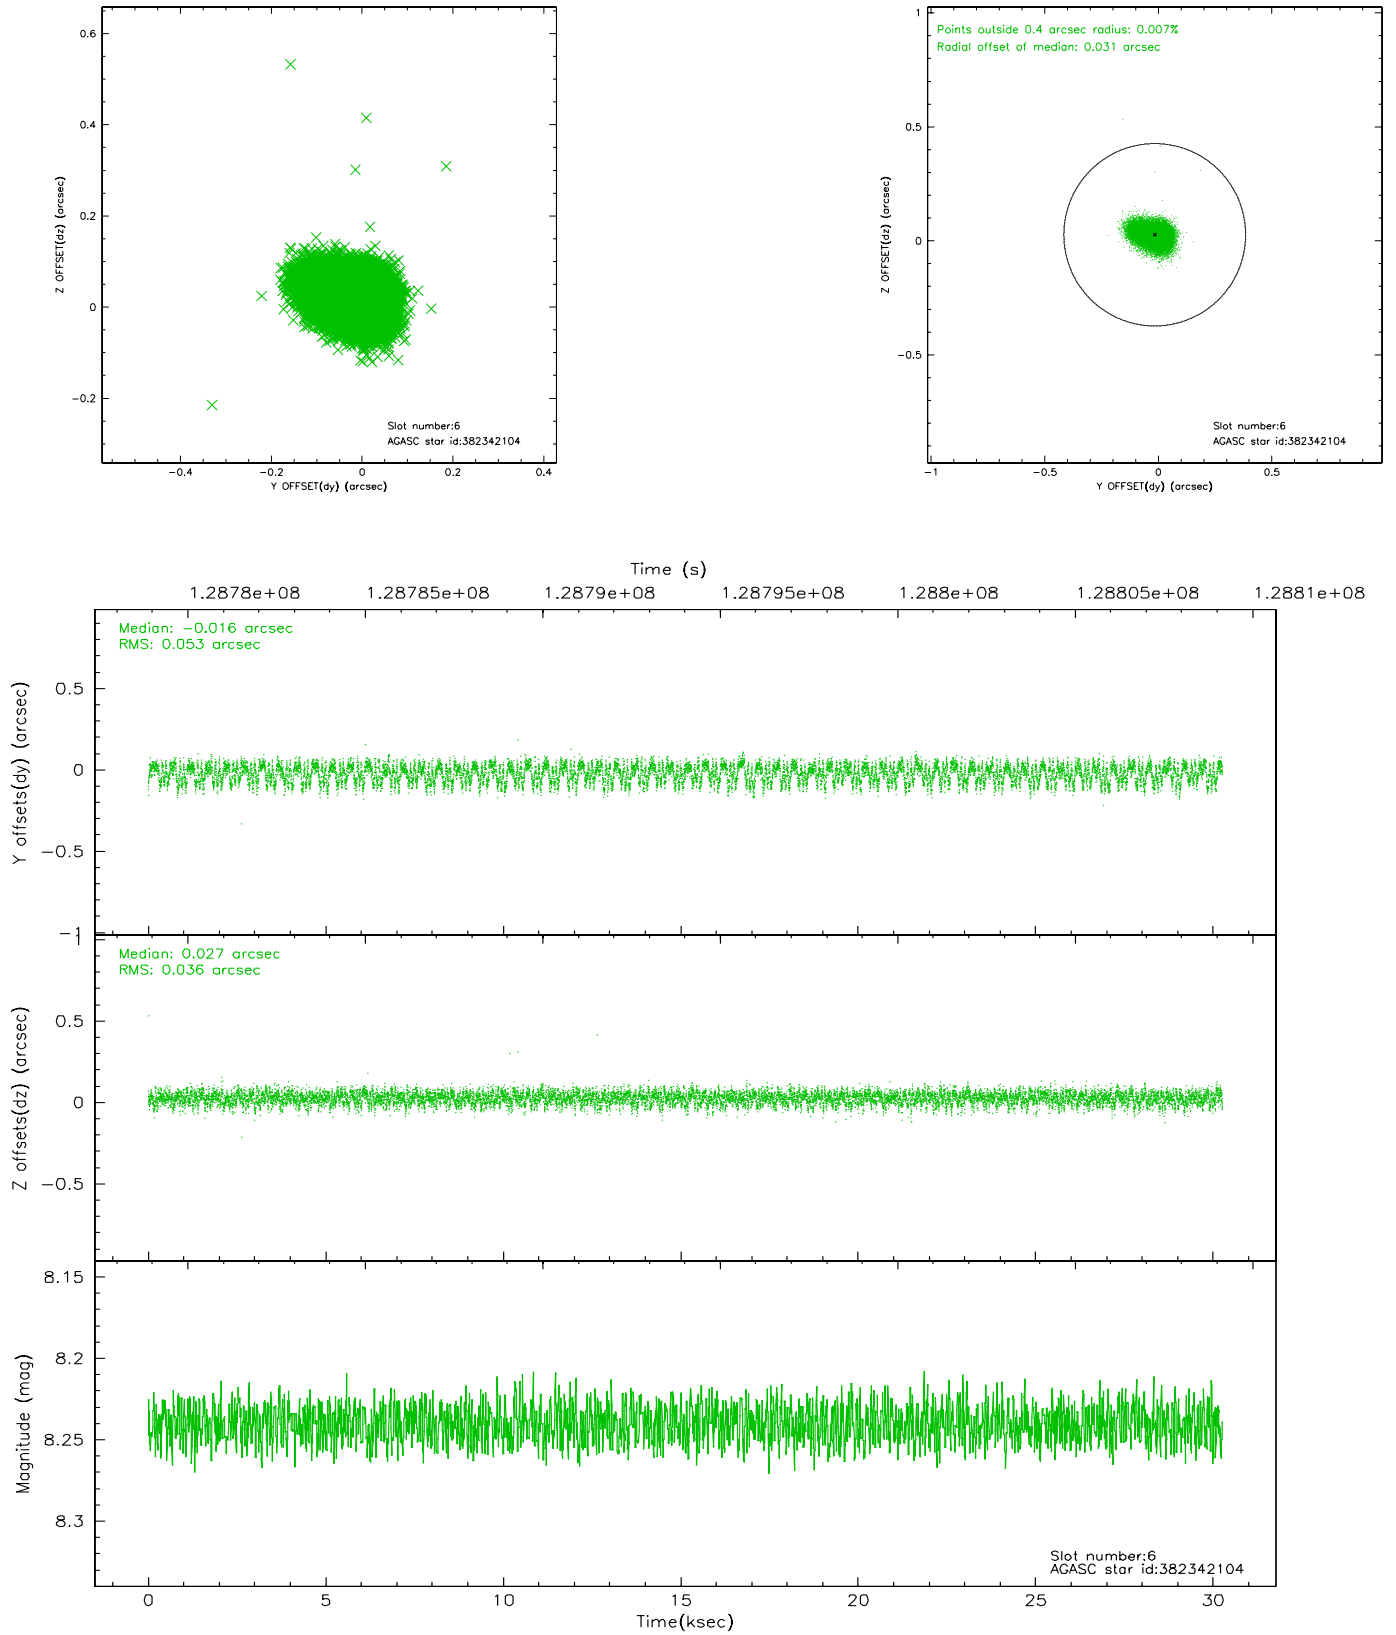 0.6
0.4
0.2
0
-0.2
Z OFFSET(dz) (arcsec)
Slot number:6
AGASC star id:382342104
-0.4 -0.2 0 0.2 0.4
Y OFFSET(dy) (arcsec)
Points outside 0.4 arcsec radius: 0.007%
Radial offset of median: 0.031 arcsec
1
0.5
0
-0.5
Z OFFSET(dz) (arcsec)
Slot number:6
AGASC star id:382342104
-1 -0.5 0 0.5
Y OFFSET(dy) (arcsec)
Time (s)
1.2878e+08 1.28785e+08 1.2879e+08 1.28795e+08 1.288e+08 1.28805e+08 1.2881e+08
Median: -0.016 arcsec
RMS: 0.053 arcsec
0.5
0
-0.5
-1
Y offsets(dy) (arcsec)
Median: 0.027 arcsec
RMS: 0.036 arcsec
1
0.5
0
-0.5
Z offsets(dz) (arcsec)
8.15
8.2
8.25
8.3
Magnitude (mag)
Slot number:6
AGASC star id:382342104
0 5 10 15 20 25 30
Time(ksec)